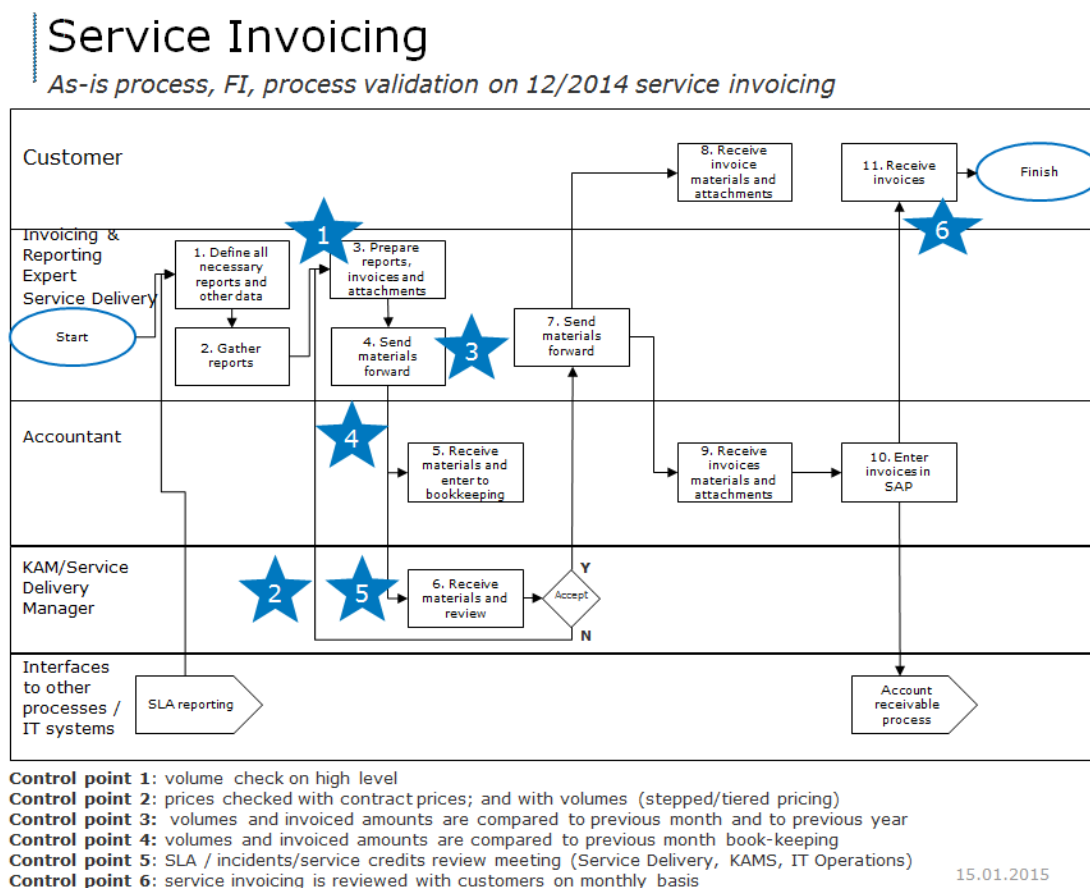 Service Invoicing
As-is process, FI, process validation on 12/2014 service invoicing
Customer
8. Receive
invoice
materials and
attachments
11. Receive
invoices
Finish
1
6
Invoicing &
Reporting
Expert
Service Delivery
1. Define all
necessary
reports and
other data
3. Prepare
reports,
invoices and
attachments
Start
2. Gather
reports
4. Send
materials
forward
3
7. Send
materials
forward
Accountant
4
5. Receive
materials and
enter to
bookkeeping
9. Receive
invoices
materials and
attachments
10. Enter
invoices in
SAP
KAM/Service
Delivery
Manager
2
5
6. Receive
materials and
review
Accept
Y
N
Interfaces
to other
processes /
IT systems
SLA reporting
Account
receivable
process
Control point 1: volume check on high level
Control point 2: prices checked with contract prices; and with volumes (stepped/tiered pricing)
Control point 3: volumes and invoiced amounts are compared to previous month and to previous year
Control point 4: volumes and invoiced amounts are compared to previous month book-keeping
Control point 5: SLA / incidents/service credits review meeting (Service Delivery, KAMS, IT Operations)
Control point 6: service invoicing is reviewed with customers on monthly basis
15.01.2015